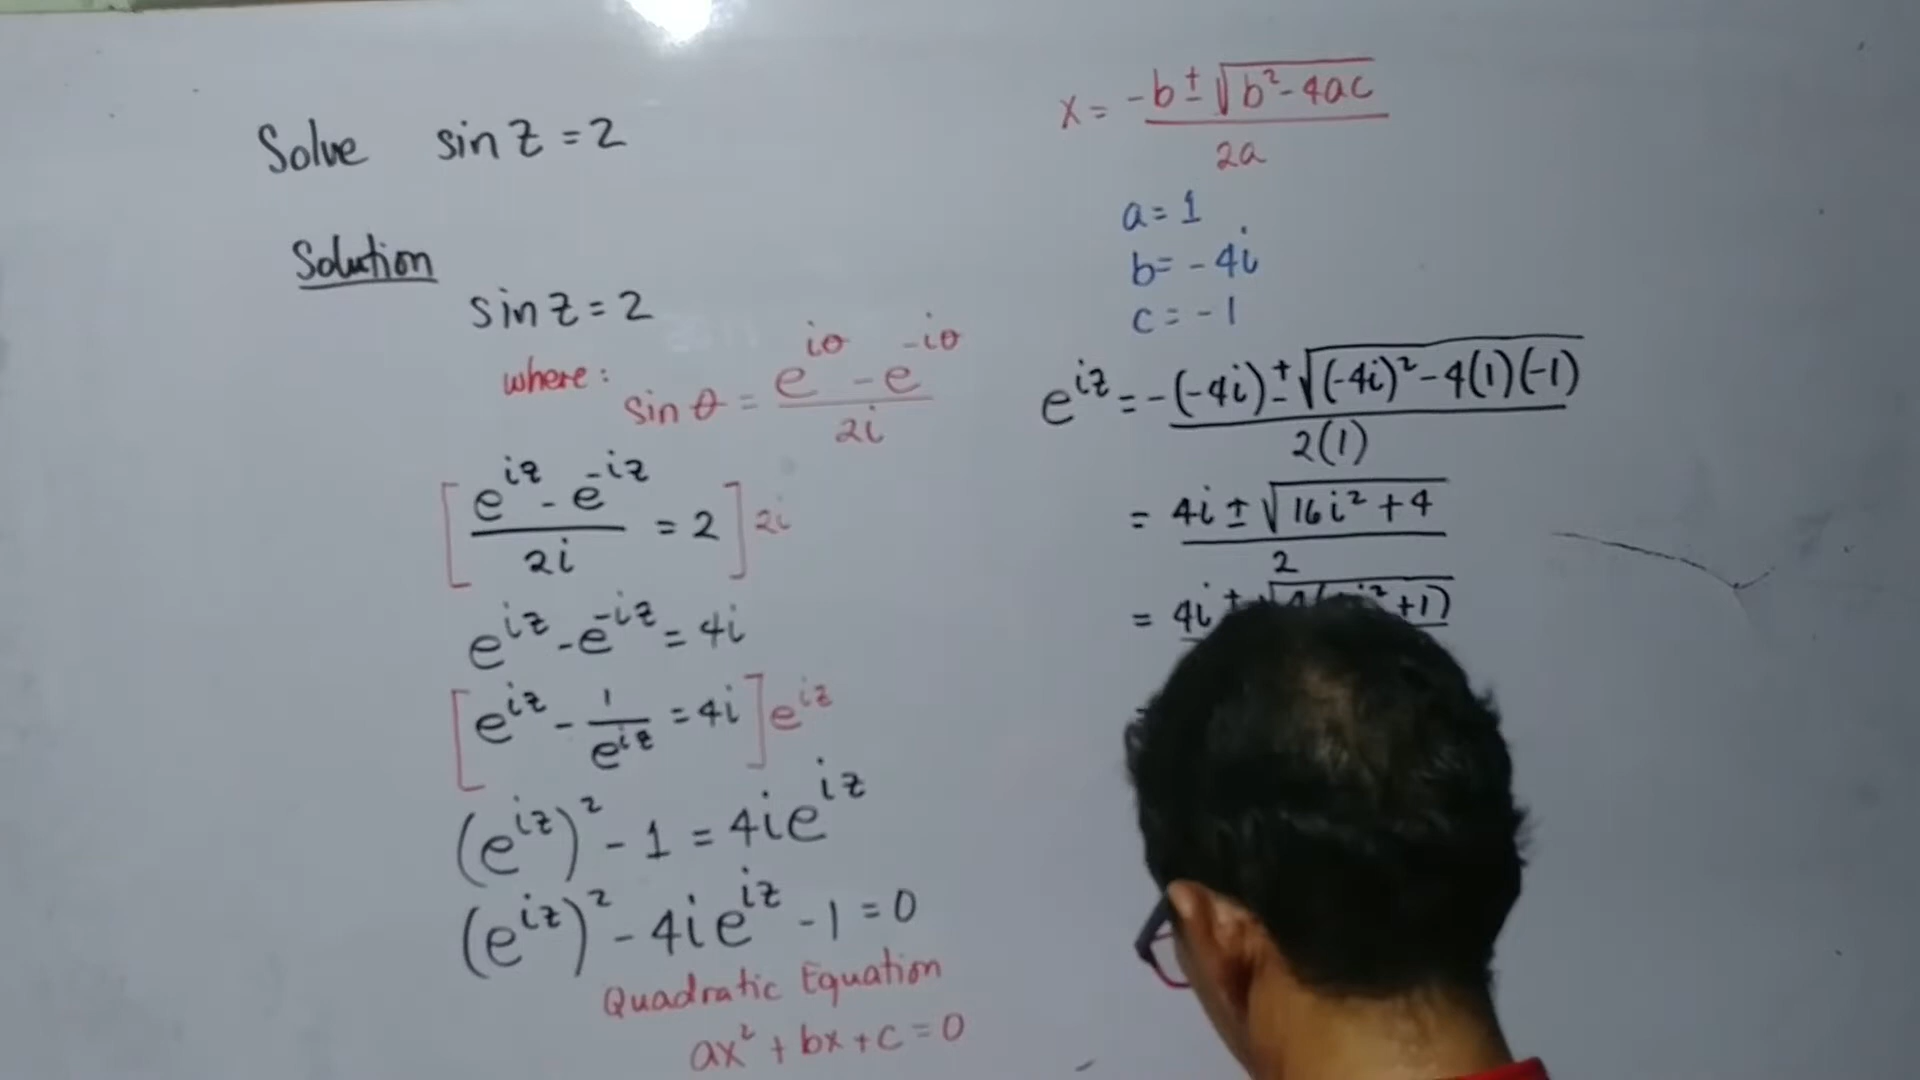 Solve sin z = 2
Solution
sin z = 2
where: sin θ = (e^{iθ} - e^{-iθ}) / 2i
[ (e^{iz} - e^{-iz}) / 2i = 2 ] 2i
e^{iz} - e^{-iz} = 4i
[ e^{iz} - 1/e^{iz} = 4i ] e^{iz}
(e^{iz})² - 1 = 4i e^{iz}
(e^{iz})² - 4i e^{iz} - 1 = 0
Quadratic Equation
ax² + bx + c = 0
x = (-b ± √(b² - 4ac)) / 2a
a = 1
b = -4i
c = -1
e^{iz} = (-(-4i) ± √((-4i)² - 4(1)(-1))) / 2(1)
= (4i ± √(16i² + 4)) / 2
= 4i ± √ +1)